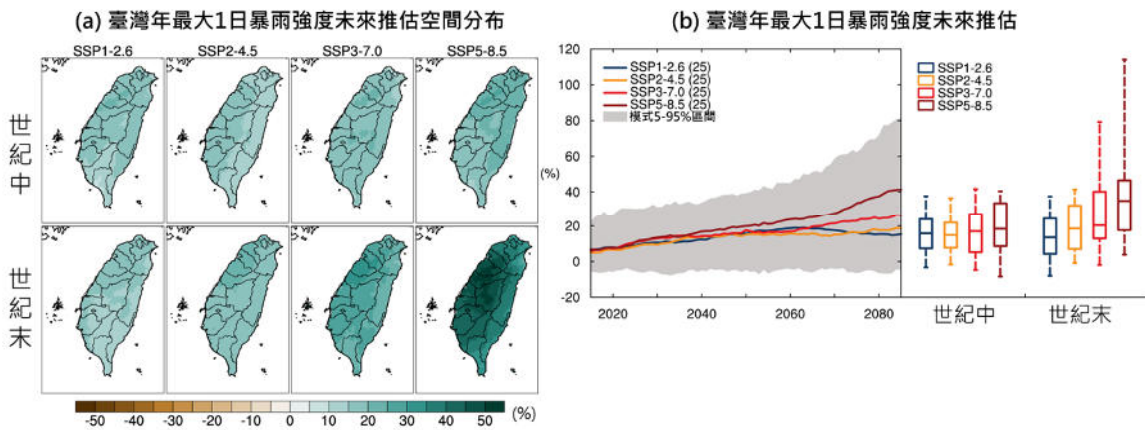 (a) 臺灣年最大1日暴雨強度未來推估空間分布
SSP1-2.6 SSP2-4.5 SSP3-7.0 SSP5-8.5
世紀中
世紀末
-50 -40 -30 -20 -10 0 10 20 30 40 50 (%)
(b) 臺灣年最大1日暴雨強度未來推估
120
100
80
60
40
20
0
-20
(%)
SSP1-2.6 (25)
SSP2-4.5 (25)
SSP3-7.0 (25)
SSP5-8.5 (25)
模式5-95%區間
2020 2040 2060 2080
SSP1-2.6
SSP2-4.5
SSP3-7.0
SSP5-8.5
世紀中 世紀末